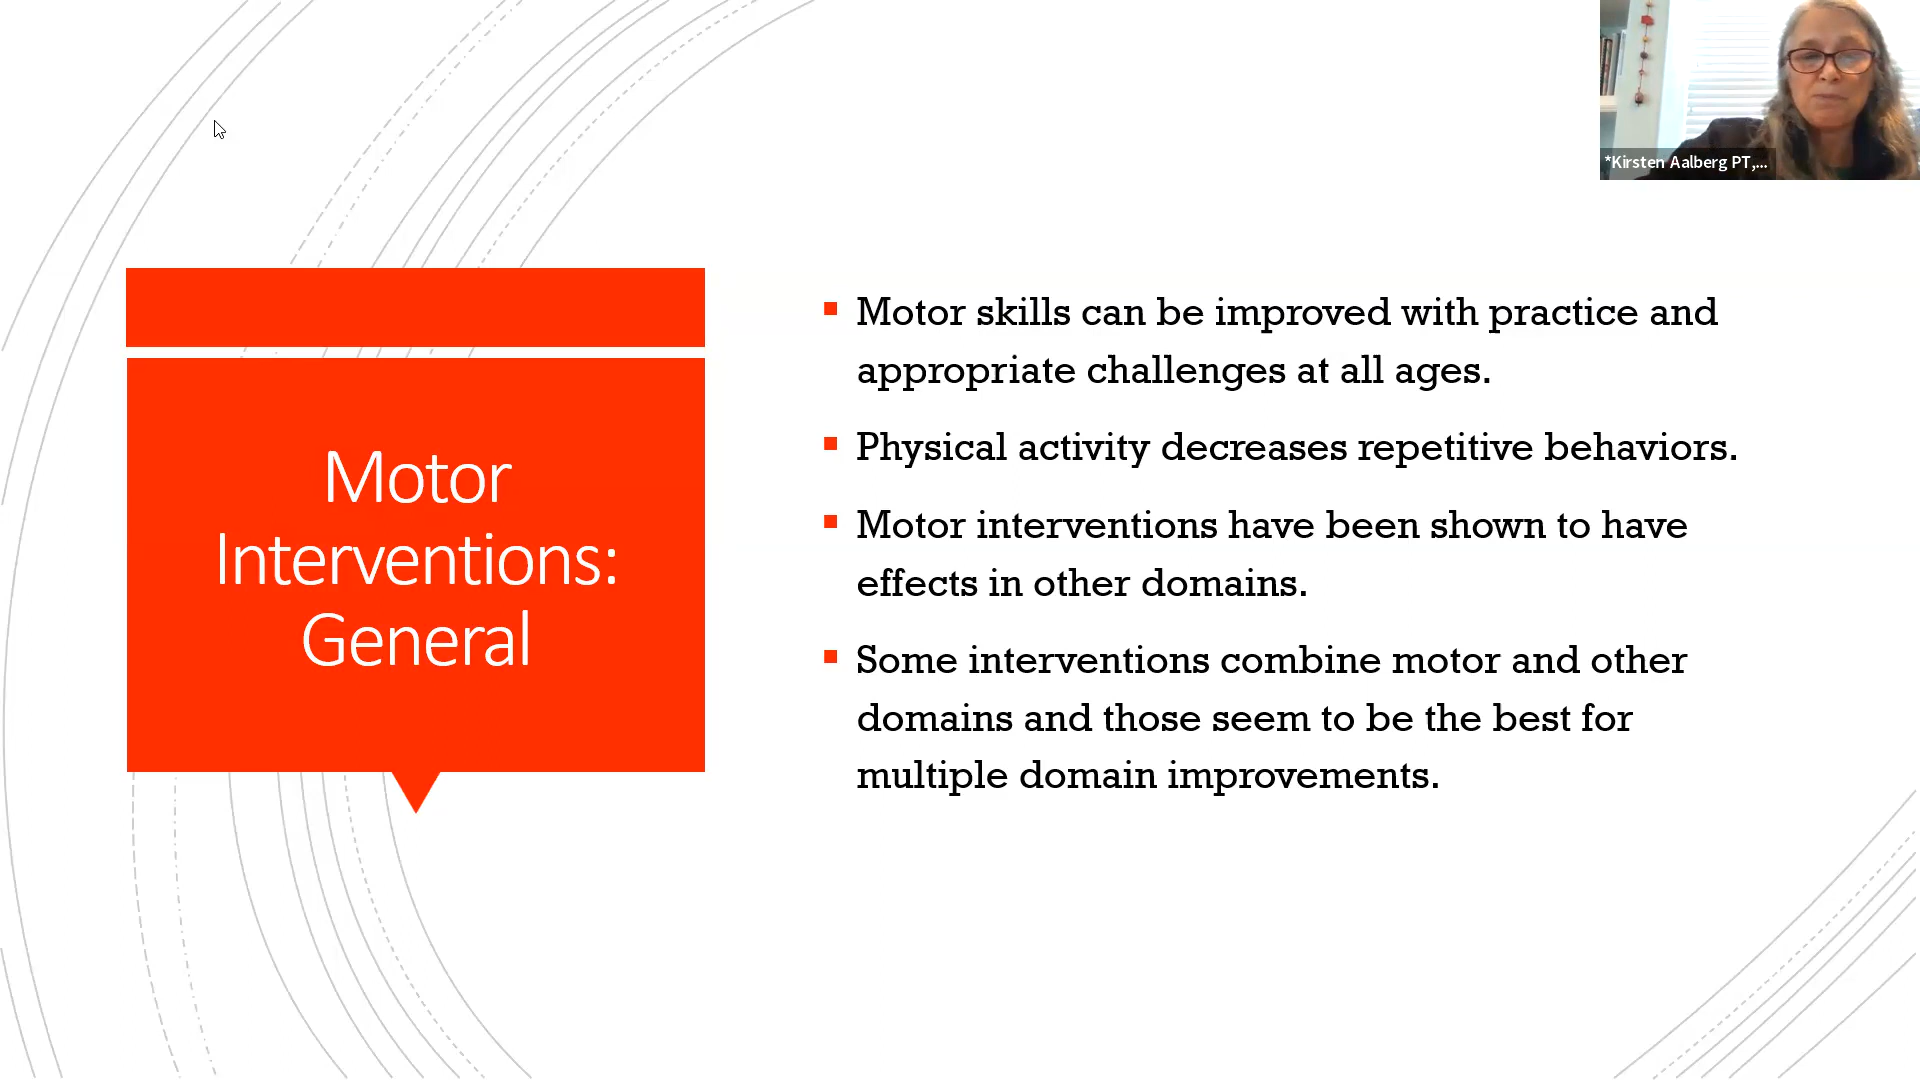 *Kirsten Aalberg PT,...
Motor
Interventions:
General
▪ Motor skills can be improved with practice and
appropriate challenges at all ages.
▪ Physical activity decreases repetitive behaviors.
▪ Motor interventions have been shown to have
effects in other domains.
▪ Some interventions combine motor and other
domains and those seem to be the best for
multiple domain improvements.